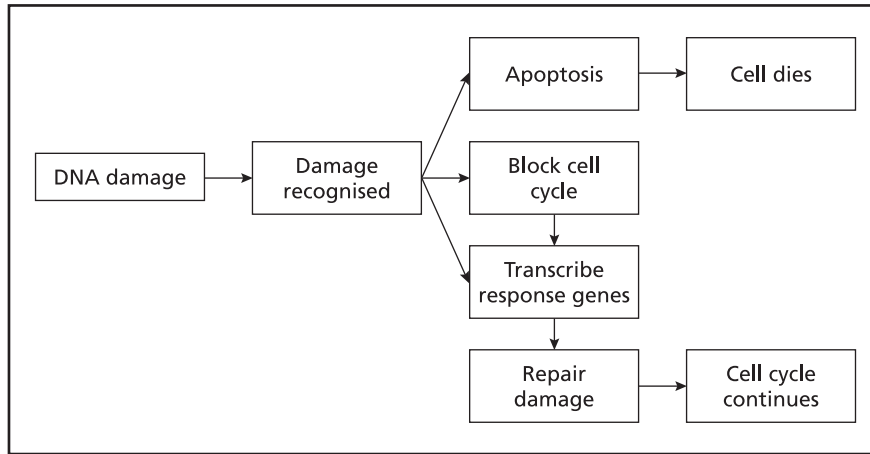 Apoptosis
Cell dies
DNA damage
Damage
recognised
Block cell
cycle
Transcribe
response genes
Repair
damage
Cell cycle
continues